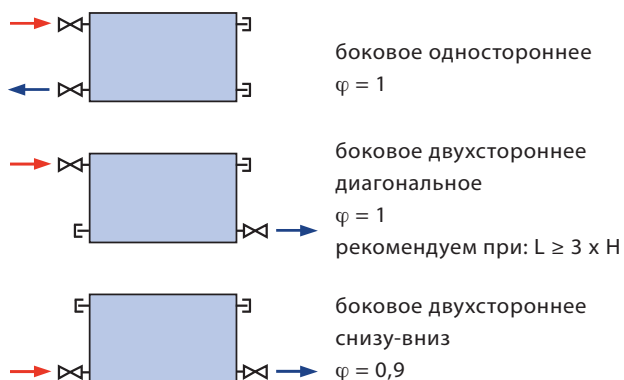 боковое одностороннее
φ = 1
боковое двухстороннее
диагональное
φ = 1
рекомендуем при: L ≥ 3 x H
боковое двухстороннее
снизу-вниз
φ = 0,9